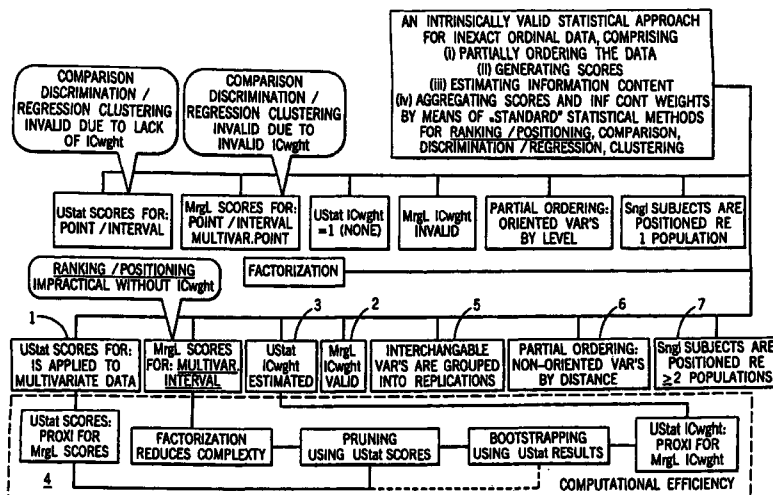 AN INTRINSICALLY VALID STATISTICAL APPROACH
FOR INEXACT ORDINAL DATA, COMPRISING
(i) PARTIALLY ORDERING THE DATA
(ii) GENERATING SCORES
(iii) ESTIMATING INFORMATION CONTENT
(iv) AGGREGATING SCORES AND INF CONT WEIGHTS
BY MEANS OF „STANDARD" STATISTICAL METHODS
FOR RANKING / POSITIONING, COMPARISON,
DISCRIMINATION / REGRESSION, CLUSTERING
COMPARISON
DISCRIMINATION /
REGRESSION CLUSTERING
INVALID DUE TO LACK
OF ICwght
COMPARISON
DISCRIMINATION /
REGRESSION CLUSTERING
INVALID DUE TO
INVALID ICwght
UStat SCORES FOR:
POINT / INTERVAL
MrgL SCORES FOR:
POINT / INTERVAL
MULTIVAR.POINT
UStat ICwght
=1 (NONE)
MrgL ICwght
INVALID
PARTIAL ORDERING:
ORIENTED VAR'S
BY LEVEL
Sngl SUBJECTS ARE
POSITIONED RE
1 POPULATION
RANKING / POSITIONING
IMPRACTICAL WITHOUT ICwght
FACTORIZATION
1
3
2
5
6
7
UStat SCORES FOR:
IS APPLIED TO
MULTIVARIATE DATA
MrgL SCORES
FOR: MULTIVAR.
INTERVAL
UStat
ICwght
ESTIMATED
MrgL
ICwght
VALID
INTERCHANGABLE
VAR'S ARE GROUPED
INTO REPLICATIONS
PARTIAL ORDERING:
NON-ORIENTED VAR'S
BY DISTANCE
Sngl SUBJECTS ARE
POSITIONED RE
≥2 POPULATIONS
UStat SCORES:
PROXI FOR
MrgL SCORES
FACTORIZATION
REDUCES COMPLEXITY
PRUNING
USING UStat SCORES
BOOTSTRAPPING
USING UStat RESULTS
UStat ICwght:
PROXI FOR
MrgL ICwght
4
COMPUTATIONAL EFFICIENCY